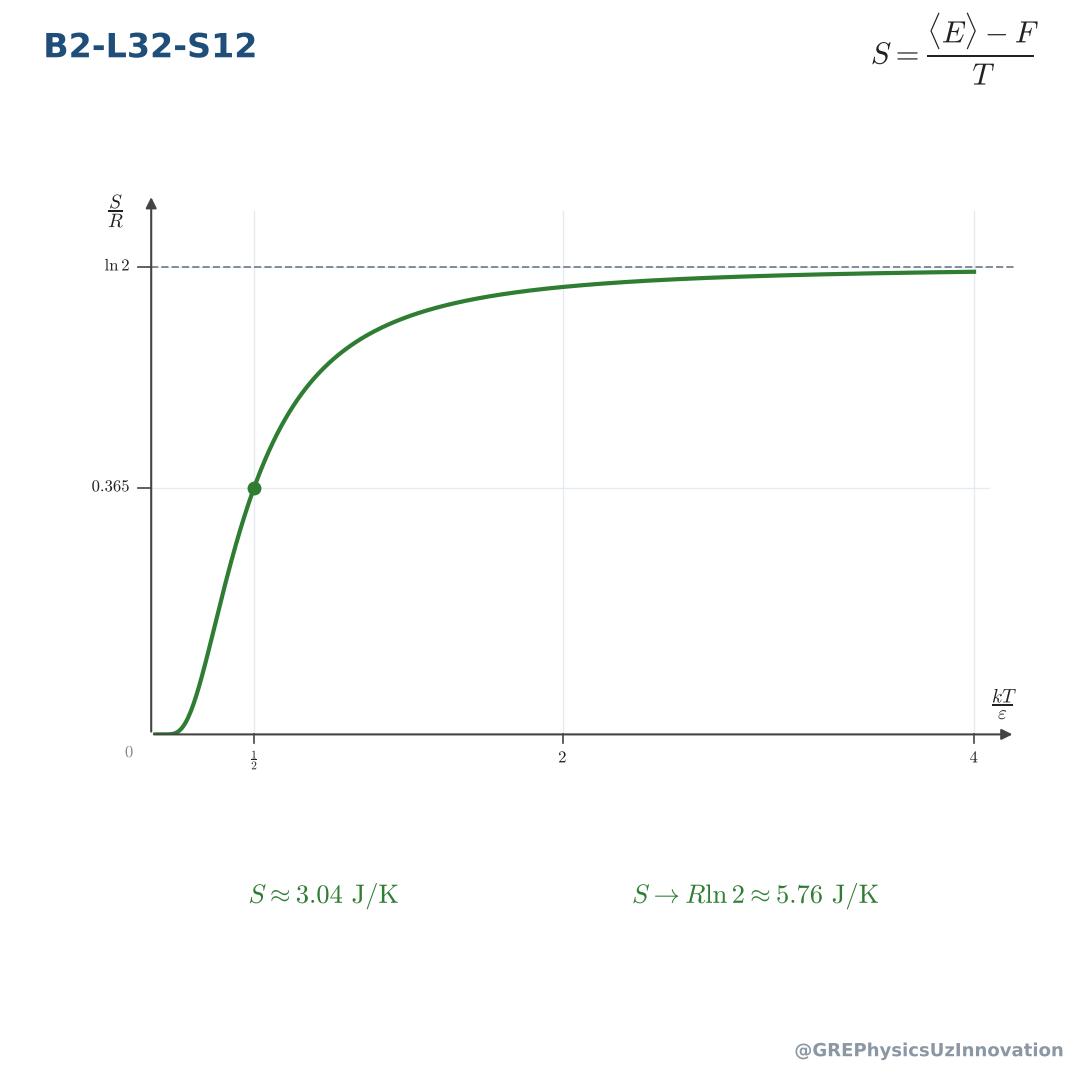 B2-L32-S12
S = (⟨E⟩ − F) / T
S/R
ln 2
0.365
kT/ε
0
1/2
2
4
S ≈ 3.04 J/K
S → R ln 2 ≈ 5.76 J/K
@GREPhysicsUzInnovation